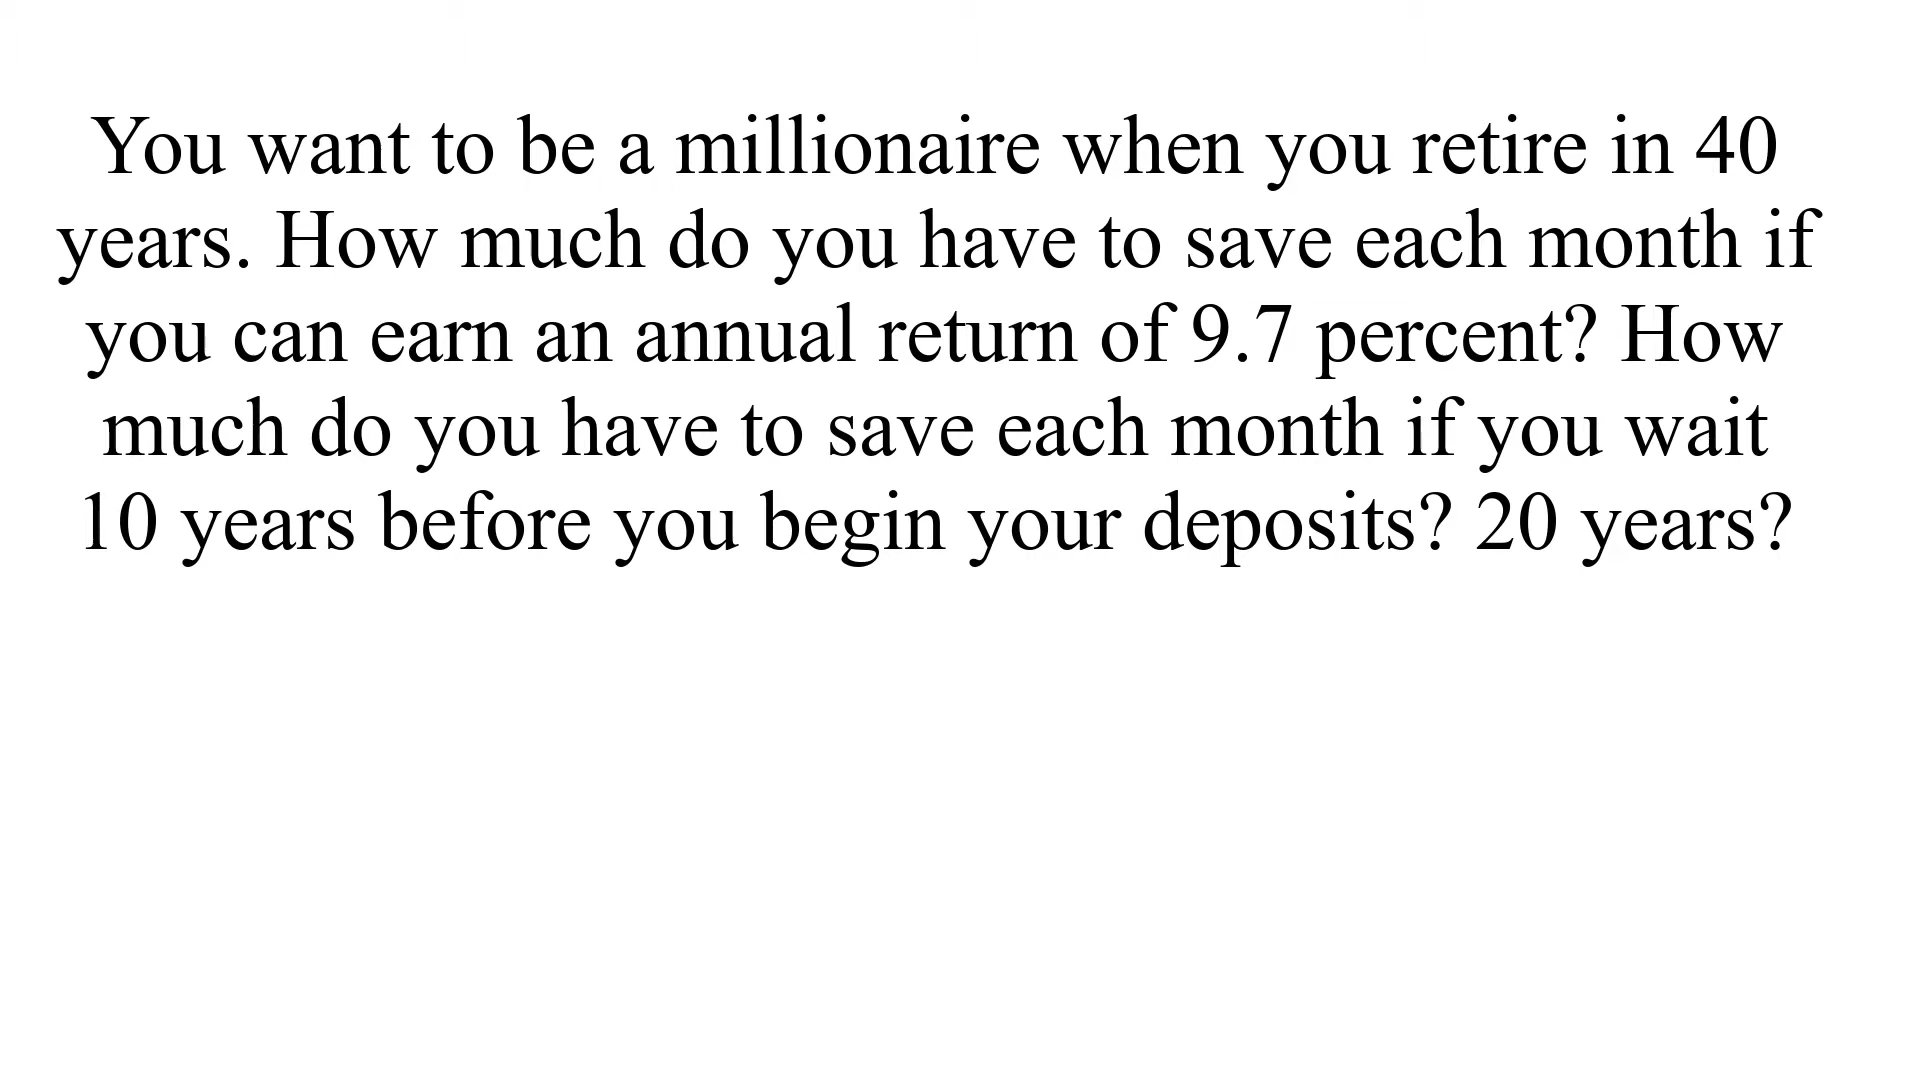 You want to be a millionaire when you retire in 40
years. How much do you have to save each month if
you can earn an annual return of 9.7 percent? How
much do you have to save each month if you wait
10 years before you begin your deposits? 20 years?